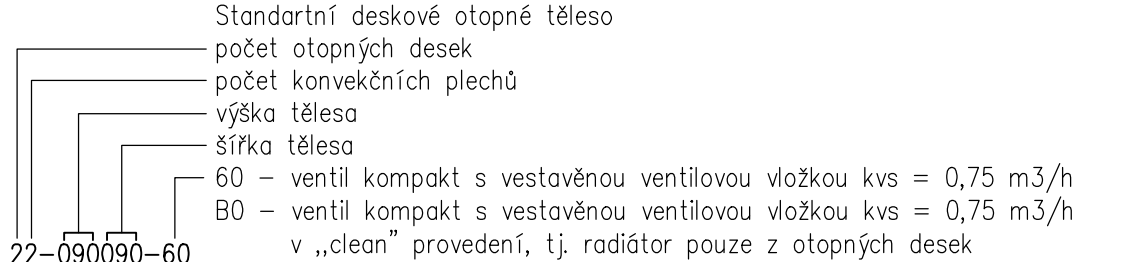 Standartní deskové otopné těleso
počet otopných desek
počet konvekčních plechů
výška tělesa
šířka tělesa
60 – ventil kompakt s vestavěnou ventilovou vložkou kvs = 0,75 m3/h
B0 – ventil kompakt s vestavěnou ventilovou vložkou kvs = 0,75 m3/h
v ,,clean” provedení, tj. radiátor pouze z otopných desek
22–090090–60